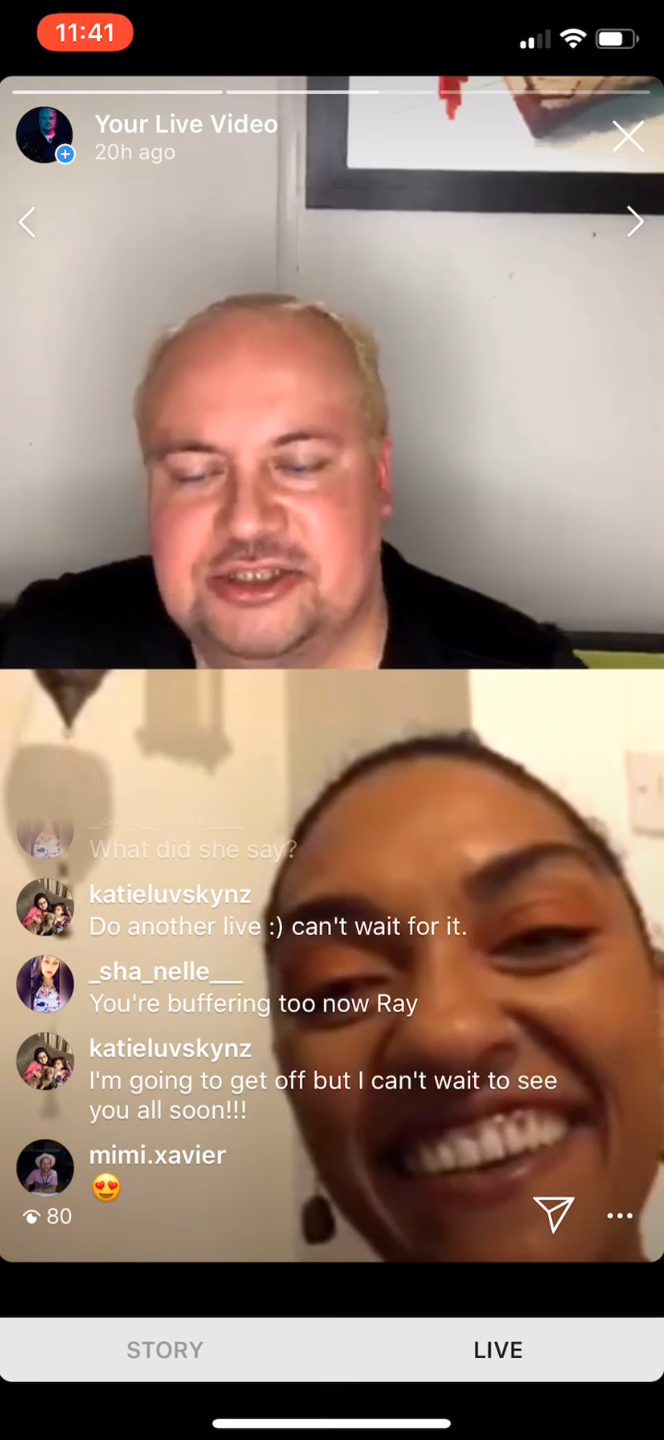 11:41
Your Live Video
20h ago
What did she say?
katieluvskynz
Do another live :) can't wait for it.
_sha_nelle___
You're buffering too now Ray
katieluvskynz
I'm going to get off but I can't wait to see
you all soon!!!
mimi.xavier
😍
80
STORY
LIVE